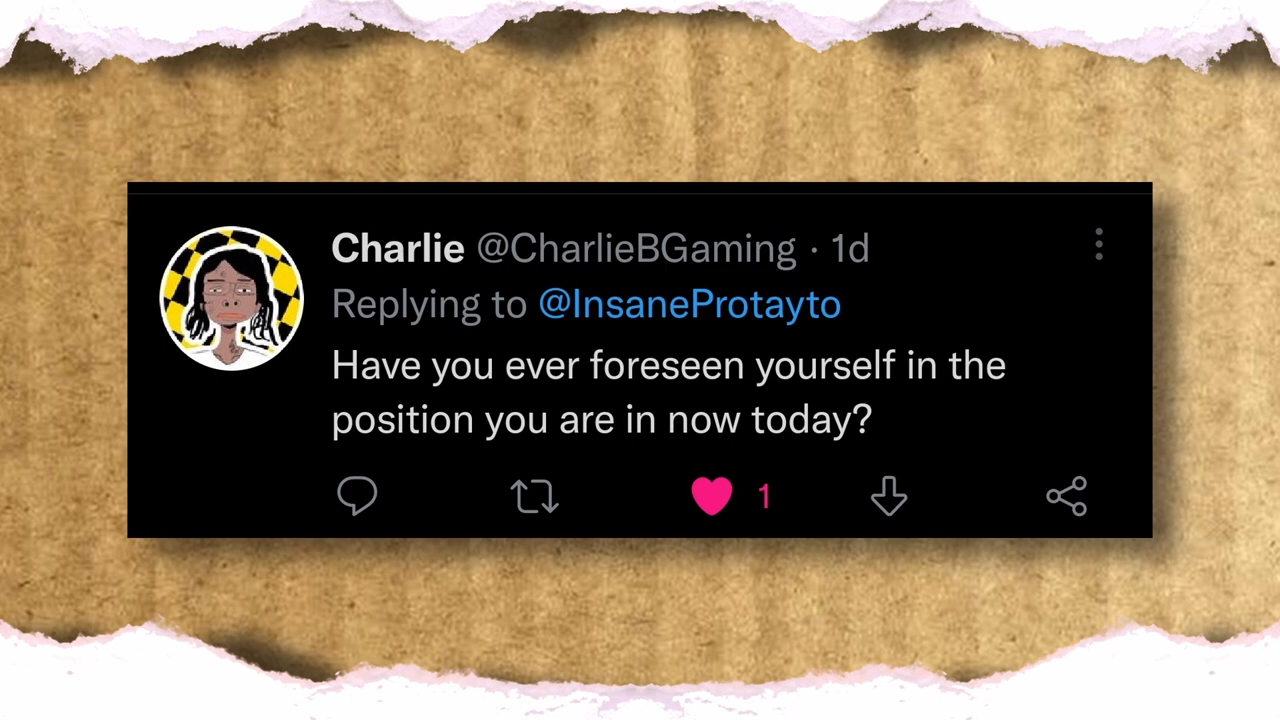 Charlie @CharlieBGaming · 1d
Replying to @InsaneProtayto
Have you ever foreseen yourself in the
position you are in now today?
1